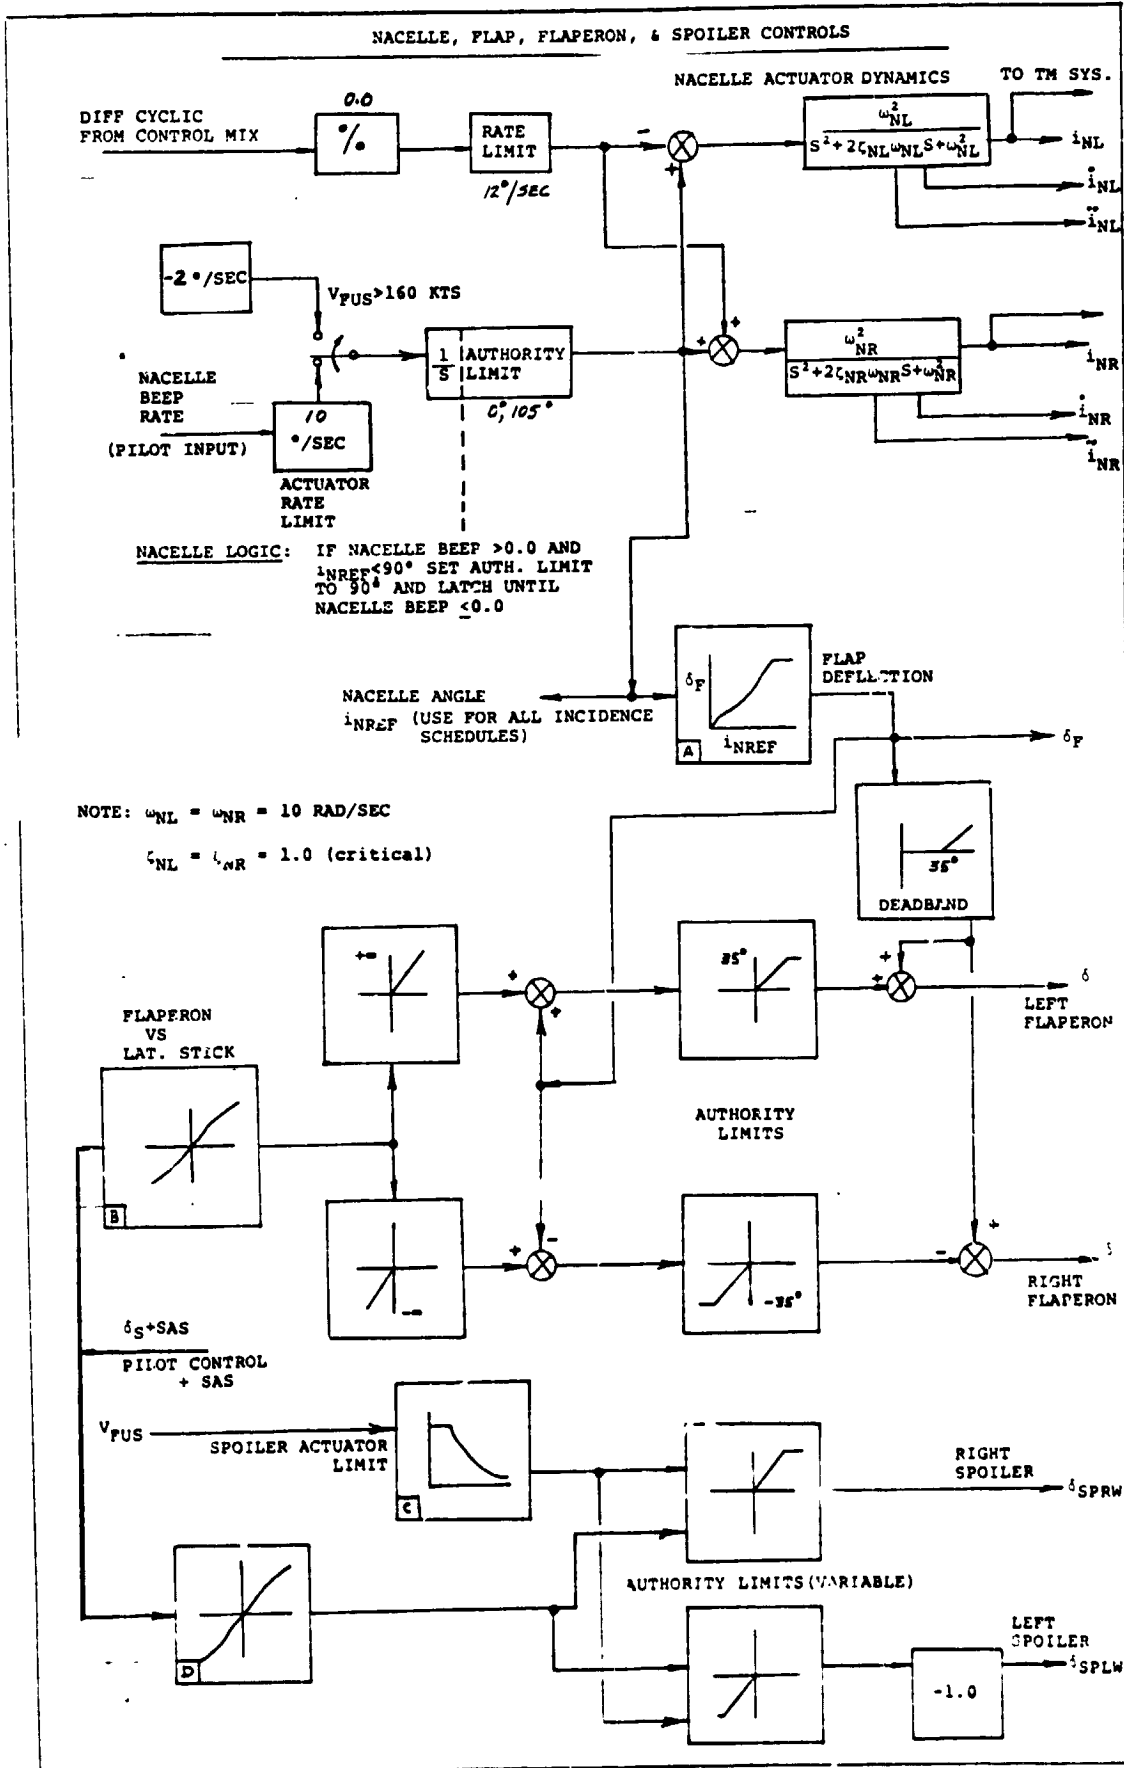 NACELLE, FLAP, FLAPERON, & SPOILER CONTROLS
NACELLE ACTUATOR DYNAMICS
TO TM SYS.
DIFF CYCLIC
FROM CONTROL MIX
0.0
°/%
RATE
LIMIT
12°/SEC
-
+
ω²NL
S²+2ζNLωNLS+ω²NL
iNL
i̇NL
ïNL
-2°/SEC
VFUS>160 KTS
NACELLE
BEEP
RATE
(PILOT INPUT)
10
°/SEC
ACTUATOR
RATE
LIMIT
1
S
AUTHORITY
LIMIT
0°, 105°
+
+
ω²NR
S²+2ζNRωNRS+ω²NR
iNR
i̇NR
ïNR
NACELLE LOGIC:
IF NACELLE BEEP >0.0 AND
iNREF<90° SET AUTH. LIMIT
TO 90° AND LATCH UNTIL
NACELLE BEEP ≤0.0
NACELLE ANGLE
iNREF (USE FOR ALL INCIDENCE
SCHEDULES)
δF
iNREF
A
FLAP
DEFLECTION
δF
NOTE: ωNL = ωNR = 10 RAD/SEC
ζNL = ζNR = 1.0 (critical)
35°
DEADBAND
FLAPERON
VS
LAT. STICK
B
+∞
+
+
35°
+
+
δ
LEFT
FLAPERON
AUTHORITY
LIMITS
-∞
+
-
-35°
-
+
RIGHT
FLAPERON
δS+SAS
PILOT CONTROL
+ SAS
VFUS
SPOILER ACTUATOR
LIMIT
C
RIGHT
SPOILER
δSPRW
AUTHORITY LIMITS (VARIABLE)
D
-1.0
LEFT
SPOILER
δSPLW